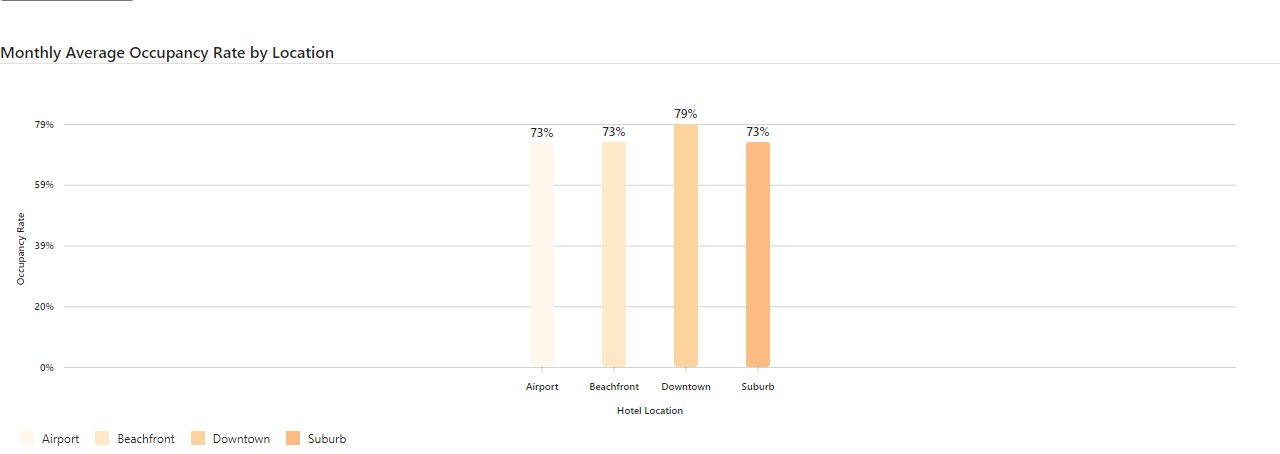 Monthly Average Occupancy Rate by Location
79%
73%
73%
73%
79%
59%
39%
20%
0%
Occupancy Rate
Airport
Beachfront
Downtown
Suburb
Hotel Location
Airport
Beachfront
Downtown
Suburb